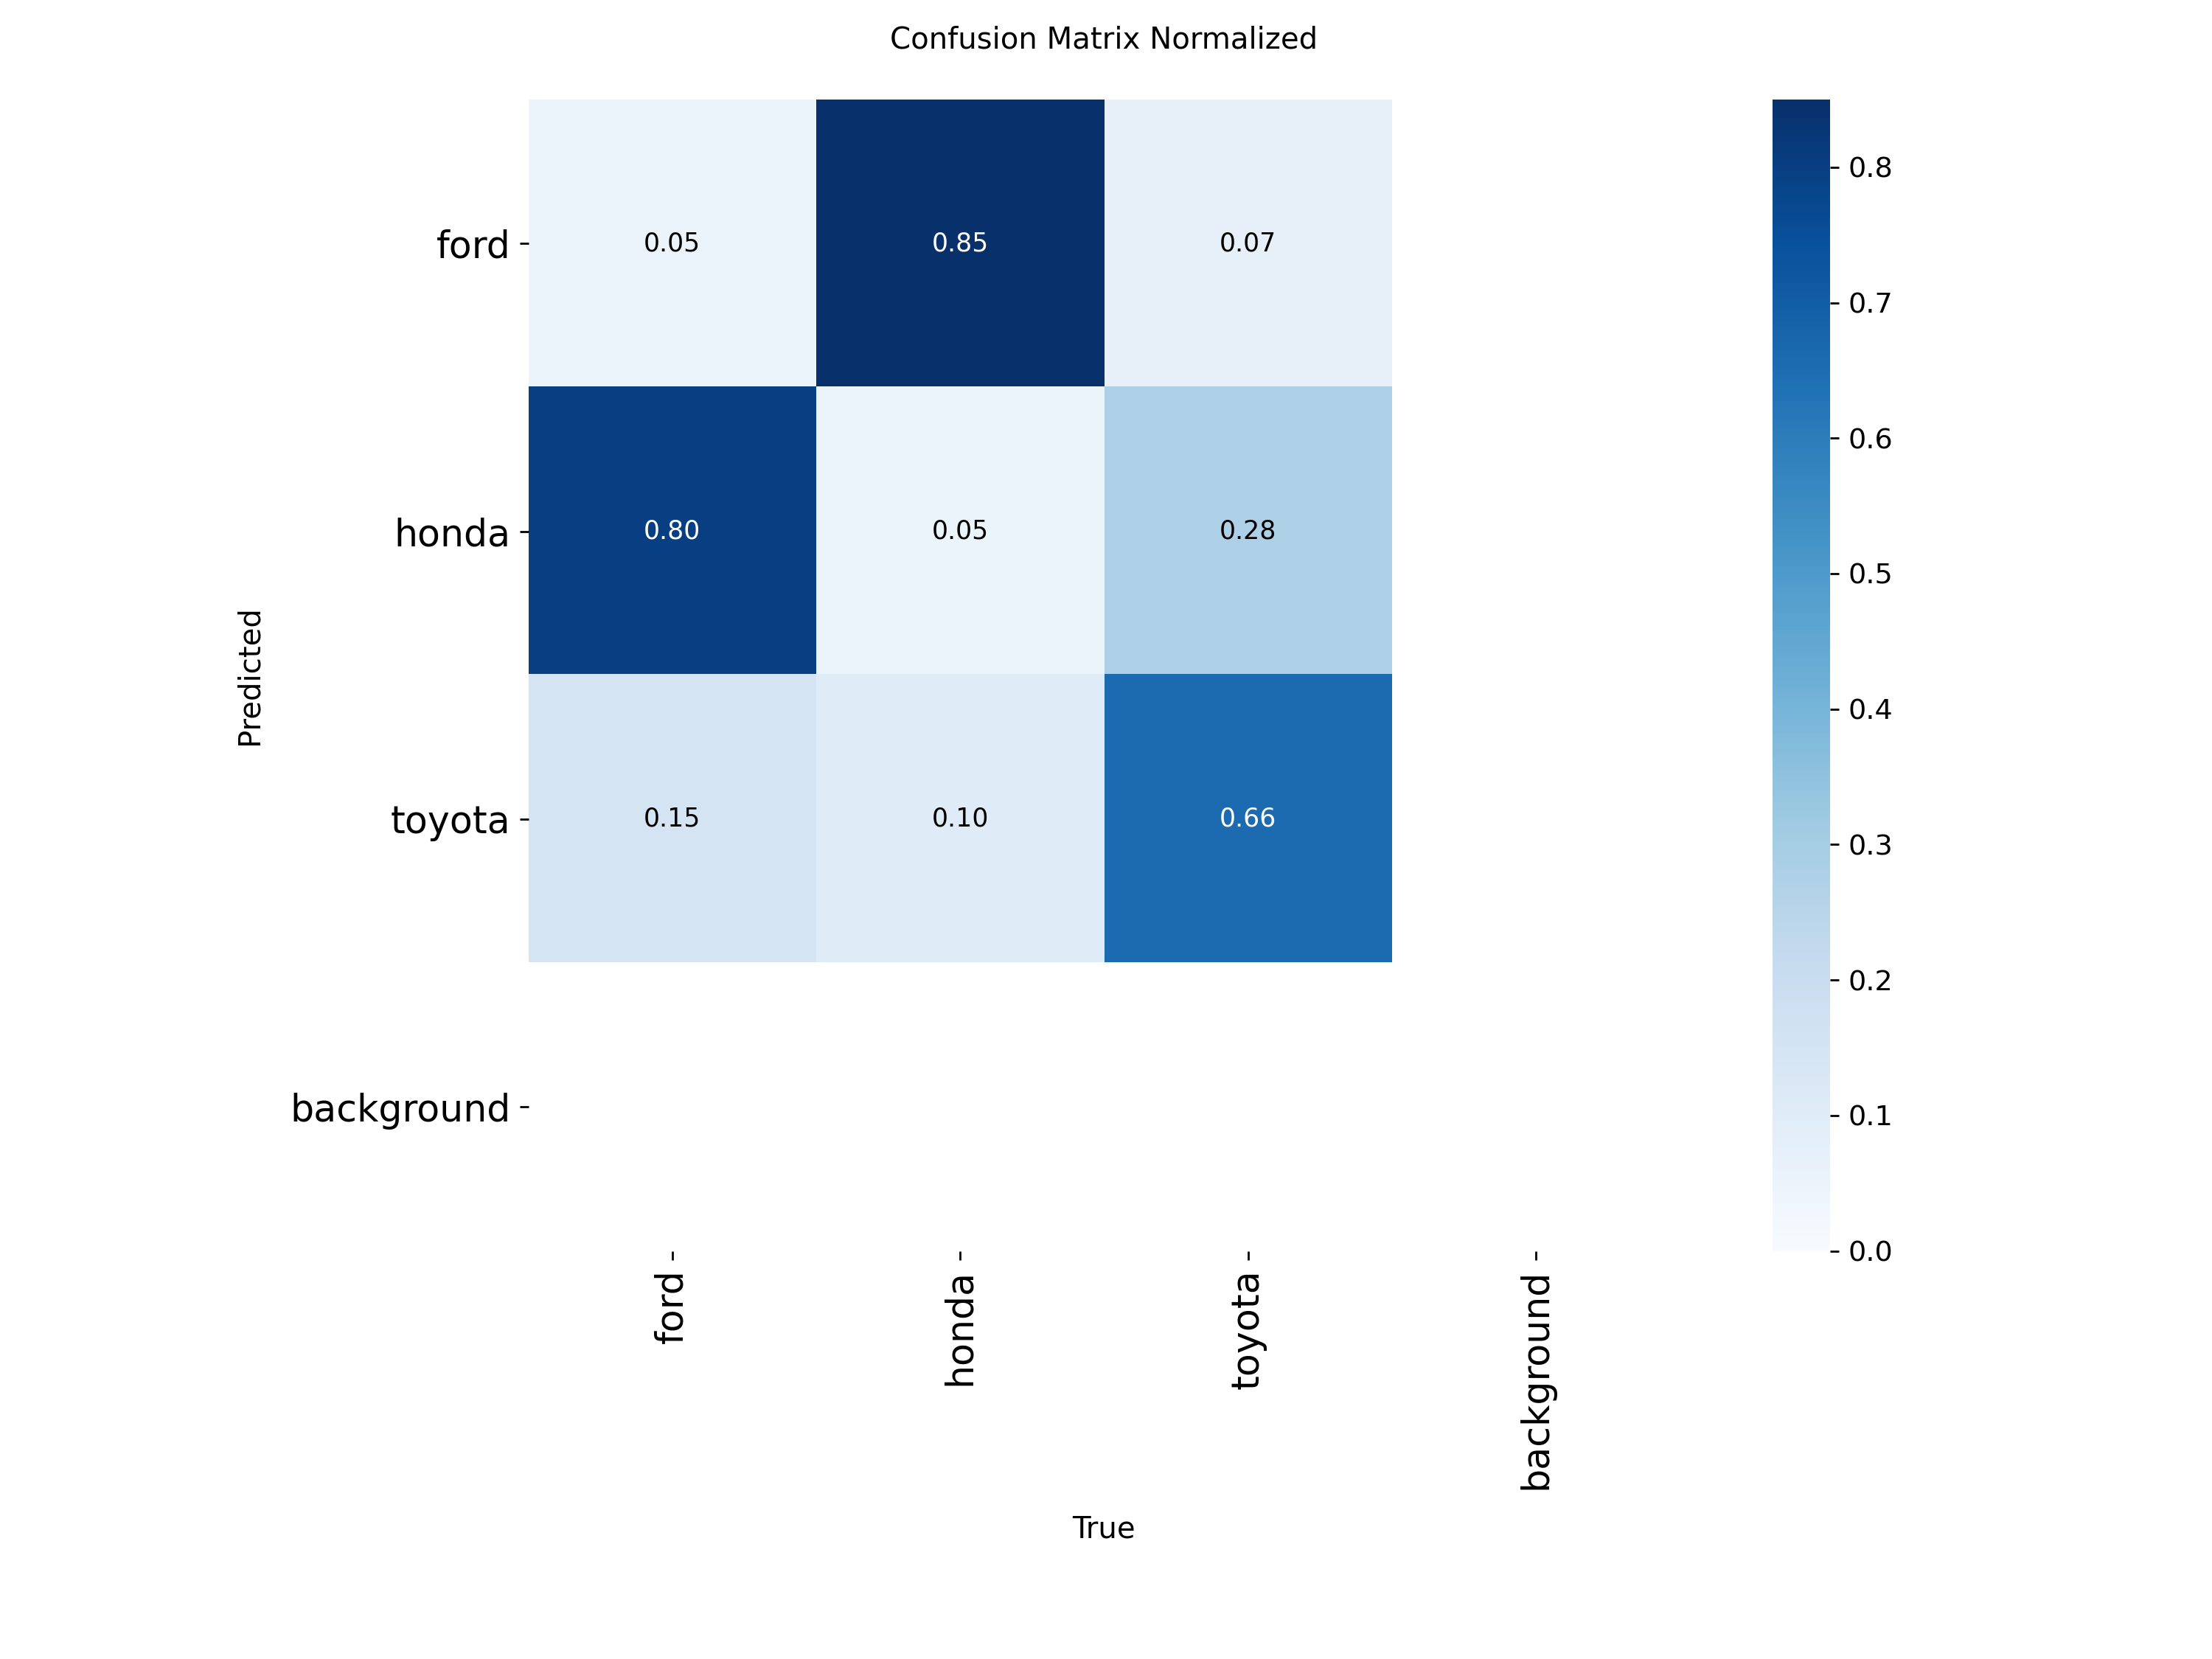 Confusion Matrix Normalized
ford 0.05 0.85 0.07
honda 0.80 0.05 0.28
toyota 0.15 0.10 0.66
background
ford honda toyota background
Predicted
True
0.8
0.7
0.6
0.5
0.4
0.3
0.2
0.1
0.0